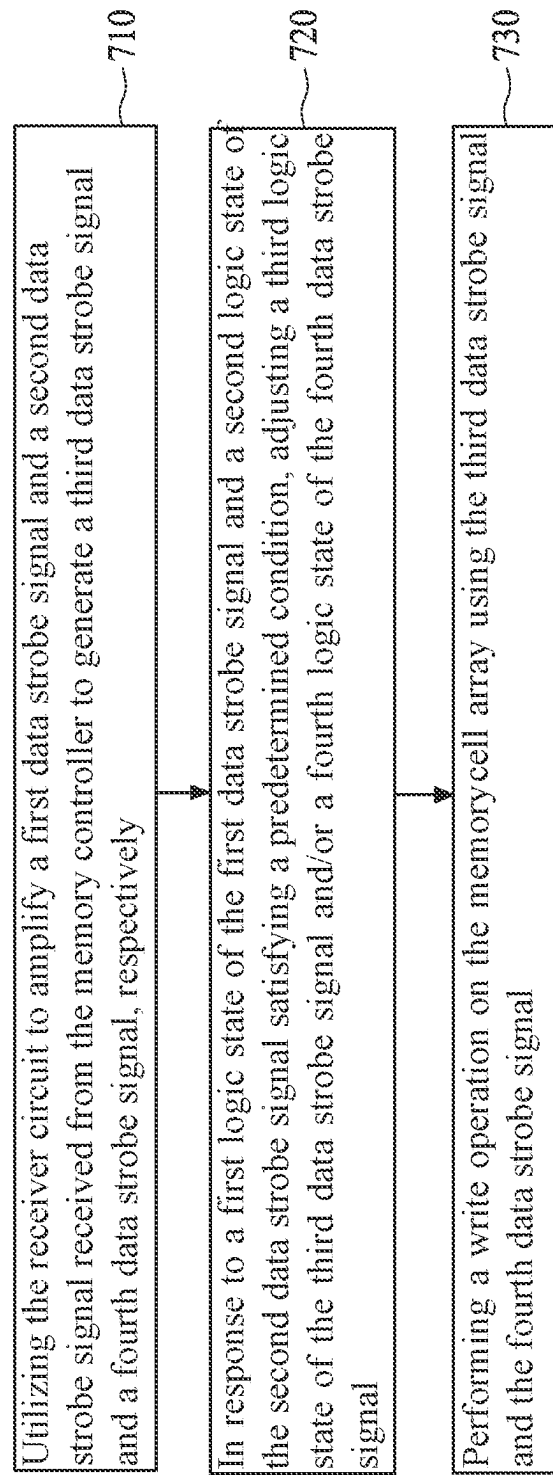 Utilizing the receiver circuit to amplify a first data strobe signal and a second data
strobe signal received from the memory controller to generate a third data strobe signal
and a fourth data strobe signal, respectively
710
In response to a first logic state of the first data strobe signal and a second logic state of
the second data strobe signal satisfying a predetermined condition, adjusting a third logic
state of the third data strobe signal and/or a fourth logic state of the fourth data strobe
signal
720
Performing a write operation on the memorycell array using the third data strobe signal
and the fourth data strobe signal
730